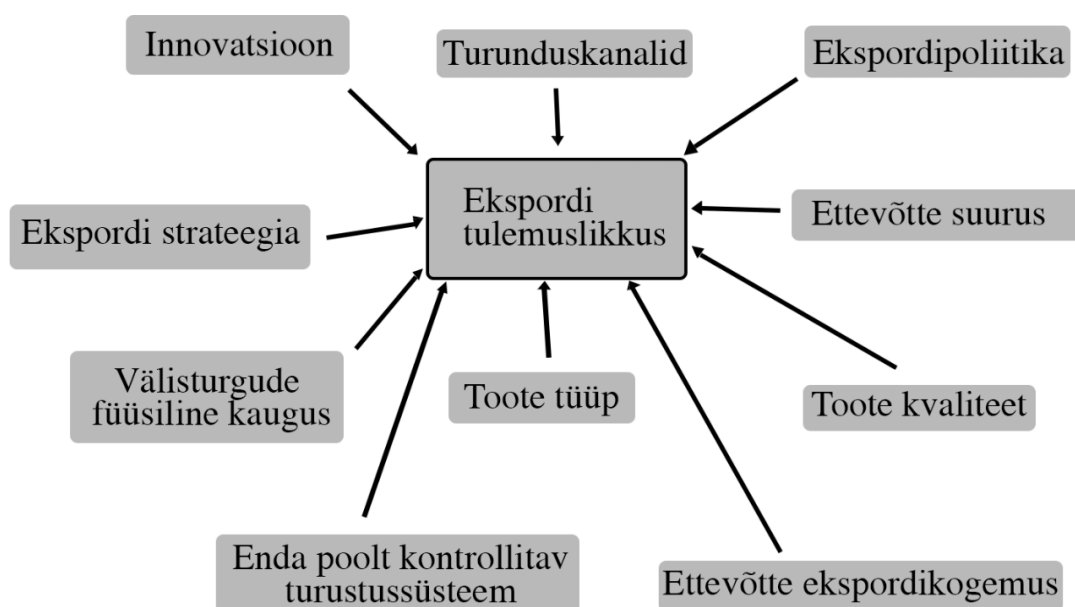 Innovatsioon
Turunduskanalid
Ekspordipoliitika
Ekspordi
tulemuslikkus
Ekspordi strateegia
Ettevõtte suurus
Välisturgude
füüsiline kaugus
Toote tüüp
Toote kvaliteet
Enda poolt kontrollitav
turustussüsteem
Ettevõtte ekspordikogemus